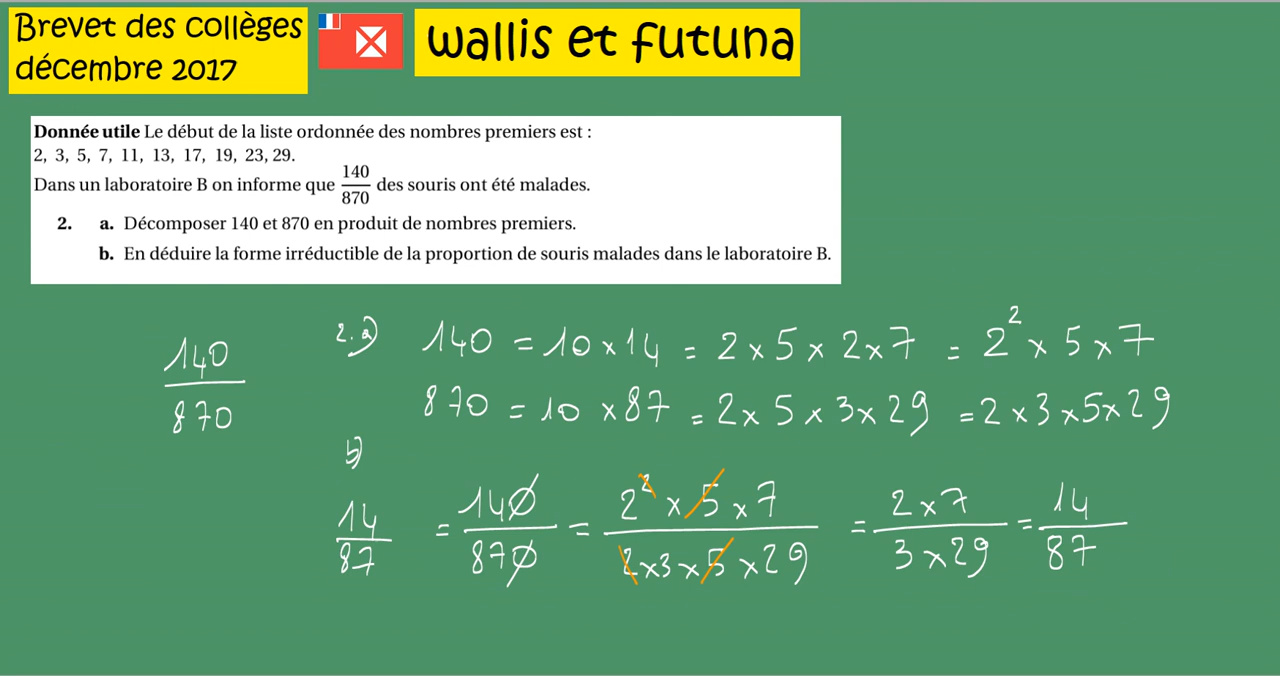 Brevet des collèges
décembre 2017
wallis et futuna
Donnée utile Le début de la liste ordonnée des nombres premiers est :
2, 3, 5, 7, 11, 13, 17, 19, 23, 29.
Dans un laboratoire B on informe que 140/870 des souris ont été malades.
2. a. Décomposer 140 et 870 en produit de nombres premiers.
b. En déduire la forme irréductible de la proportion de souris malades dans le laboratoire B.
140/870
2.a) 140 = 10 × 14 = 2 × 5 × 2 × 7 = 2² × 5 × 7
870 = 10 × 87 = 2 × 5 × 3 × 29 = 2 × 3 × 5 × 29
b)
14/87 = 140/870 = 2² × 5 × 7 / 2 × 3 × 5 × 29 = 2 × 7 / 3 × 29 = 14/87